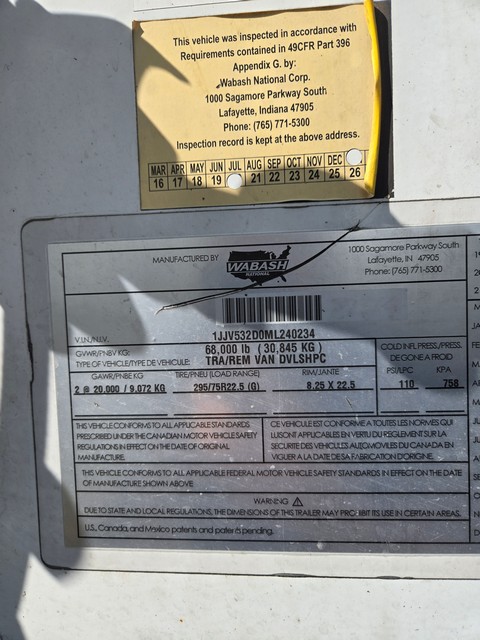 This vehicle was inspected in accordance with
Requirements contained in 49CFR Part 396
Appendix G. by:
Wabash National Corp.
1000 Sagamore Parkway South
Lafayette, Indiana 47905
Phone: (765) 771-5300
Inspection record is kept at the above address.
MAR APR MAY JUN JUL AUG SEP OCT NOV DEC
16 17 18 19 21 22 23 24 25 26
MANUFACTURED BY WABASH NATIONAL
1000 Sagamore Parkway South
Lafayette, IN 47905
Phone: (765) 771-5300
V.I.N./N.I.V. 1JJV532D0ML240234
GVWR/PNBV KG: 68,000 lb (30,845 KG)
TYPE OF VEHICLE/TYPE DE VEHICULE: TRA/REM VAN DVLSHPC
COLD INFL.PRESS./PRESS.
DE GONF. A FROID
GAWR/PNBE KG TIRE/PNEU (LOAD RANGE) RIM/JANTE PSI/LPC KPA
2 @ 20,000 / 9,072 KG 295/75R22.5 (G) 8.25 X 22.5 110 758
THIS VEHICLE CONFORMS TO ALL APPLICABLE STANDARDS
PRESCRIBED UNDER THE CANADIAN MOTOR VEHICLE SAFETY
REGULATIONS IN EFFECT ON THE DATE OF ORIGINAL
MANUFACTURE.
CE VEHICULE EST CONFORME A TOUTES LES NORMES QUI
LUI SONT APPLICABLES EN VERTU DU REGLEMENT SUR LA
SECURITE DES VEHICULES AUTOMOBILES DU CANADA EN
VIGUEUR A LA DATE DE SA FABRICATION D'ORIGINE.
THIS VEHICLE CONFORMS TO ALL APPLICABLE FEDERAL MOTOR VEHICLE SAFETY STANDARDS IN EFFECT ON THE DATE
OF MANUFACTURE SHOWN ABOVE
WARNING
DUE TO STATE AND LOCAL REGULATIONS, THE DIMENSIONS OF THIS TRAILER MAY PROHIBIT ITS USE IN CERTAIN AREAS.
U.S., Canada, and Mexico patents and patents pending.